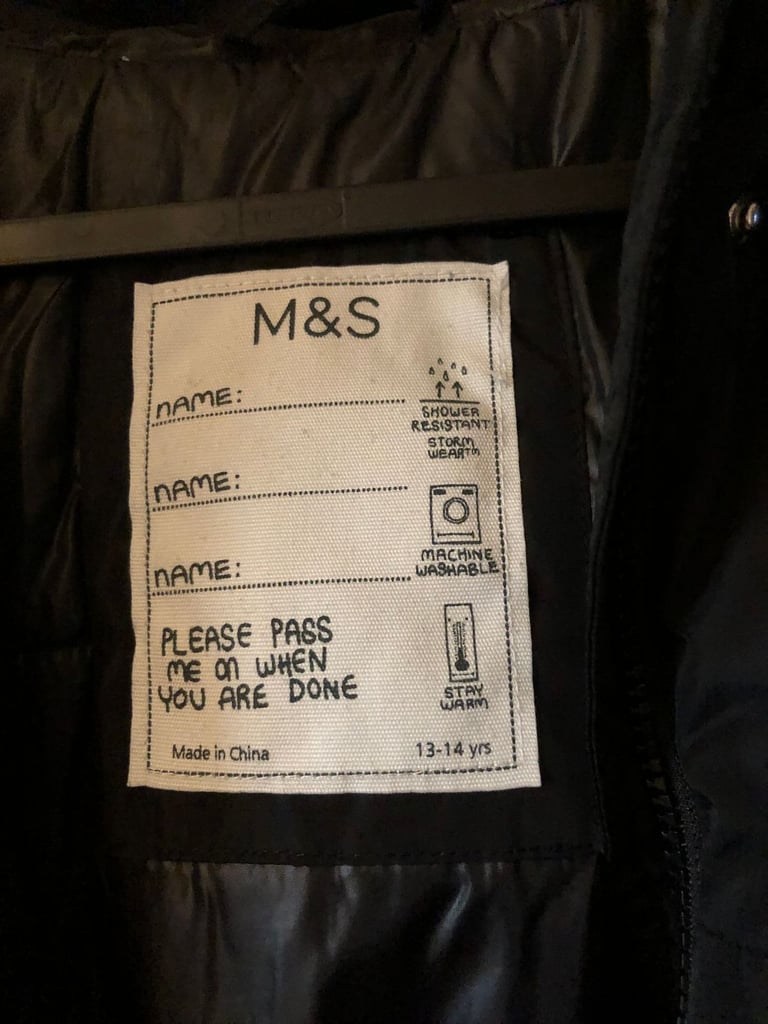 M&S
NAME:
SHOWER
RESISTANT
STORM
WEAR™
NAME:
MACHINE
WASHABLE
NAME:
PLEASE PASS
ME ON WHEN
YOU ARE DONE
STAY
WARM
Made in China
13-14 yrs